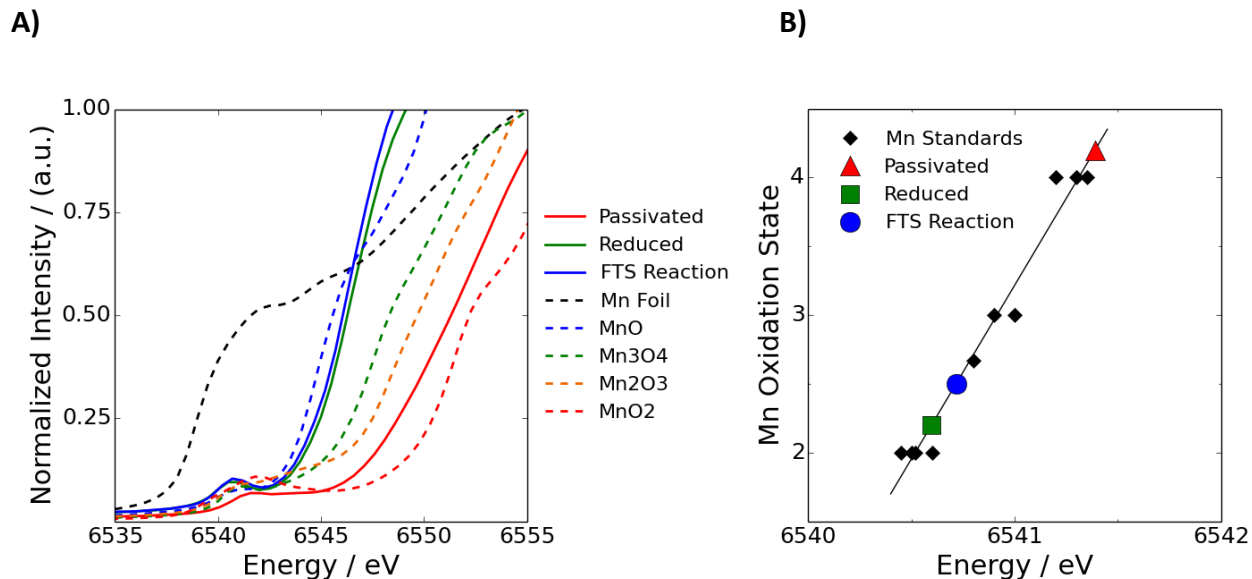 A)
B)
Normalized Intensity / (a.u.)
1.00
0.75
0.50
0.25
6535
6540
6545
6550
6555
Energy / eV
Passivated
Reduced
FTS Reaction
Mn Foil
MnO
Mn3O4
Mn2O3
MnO2
Mn Oxidation State
4
3
2
6540
6541
6542
Energy / eV
Mn Standards
Passivated
Reduced
FTS Reaction